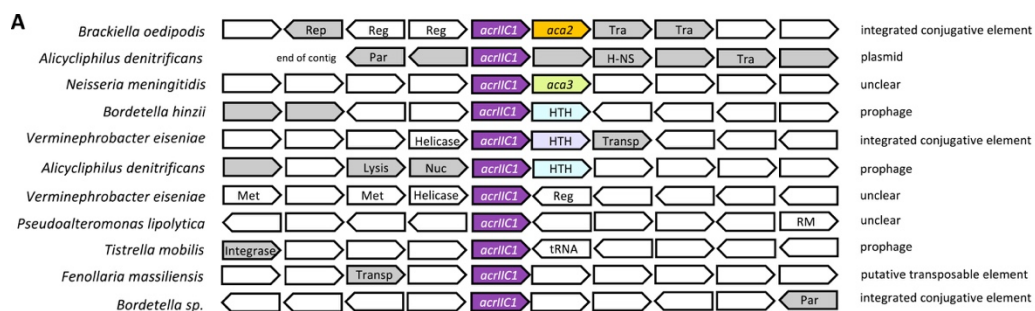 A
Brackiella oedipodis Rep Reg Reg acrIIC1 aca2 Tra Tra integrated conjugative element
Alicycliphilus denitrificans end of contig Par acrIIC1 H-NS Tra plasmid
Neisseria meningitidis acrIIC1 aca3 unclear
Bordetella hinzii acrIIC1 HTH prophage
Verminephrobacter eiseniae Helicase acrIIC1 HTH Transp integrated conjugative element
Alicycliphilus denitrificans Lysis Nuc acrIIC1 HTH prophage
Verminephrobacter eiseniae Met Met Helicase acrIIC1 Reg unclear
Pseudoalteromonas lipolytica acrIIC1 RM unclear
Tistrella mobilis Integrase acrIIC1 tRNA prophage
Fenollaria massiliensis Transp acrIIC1 putative transposable element
Bordetella sp. acrIIC1 Par integrated conjugative element